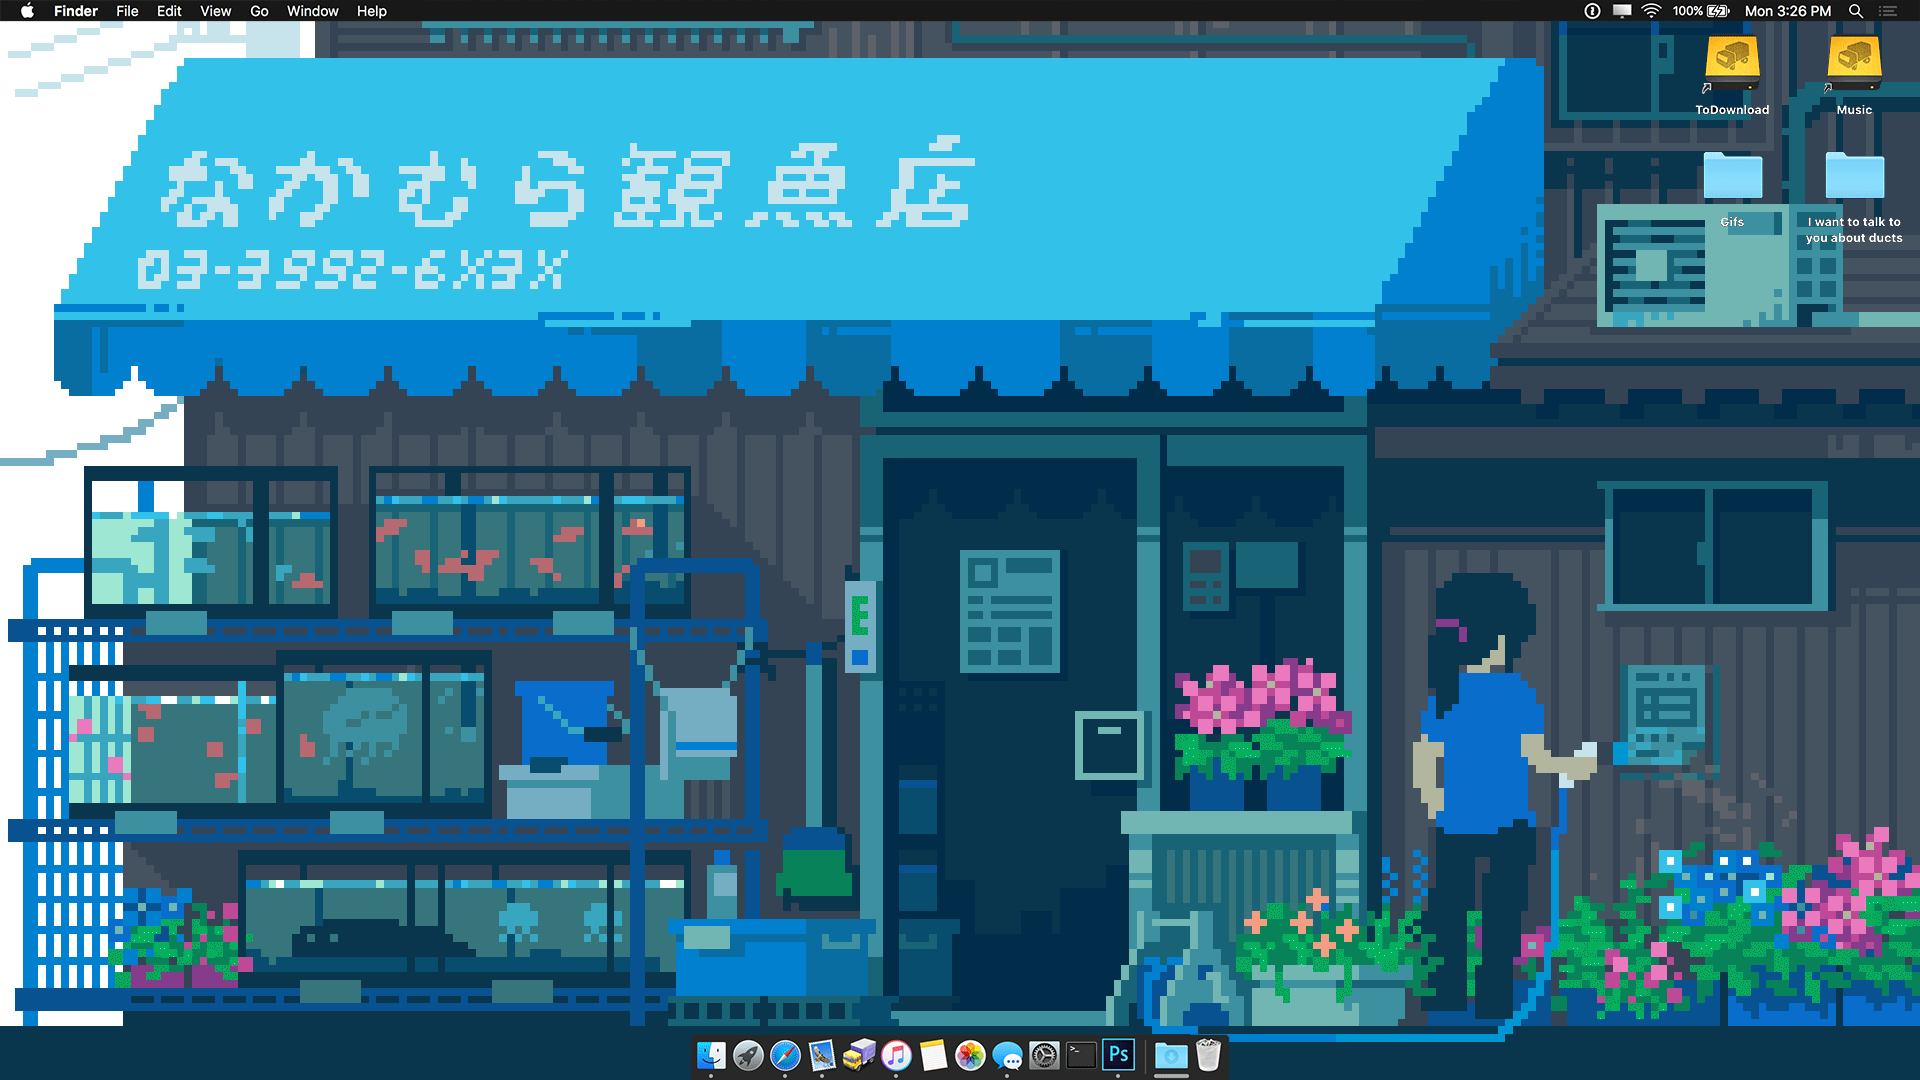 Finder File Edit View Go Window Help
100% Mon 3:26 PM
ToDownload
Music
Gifs
I want to talk to
you about ducts
なかむら観魚店
03-3992-6X3X
E
Ps